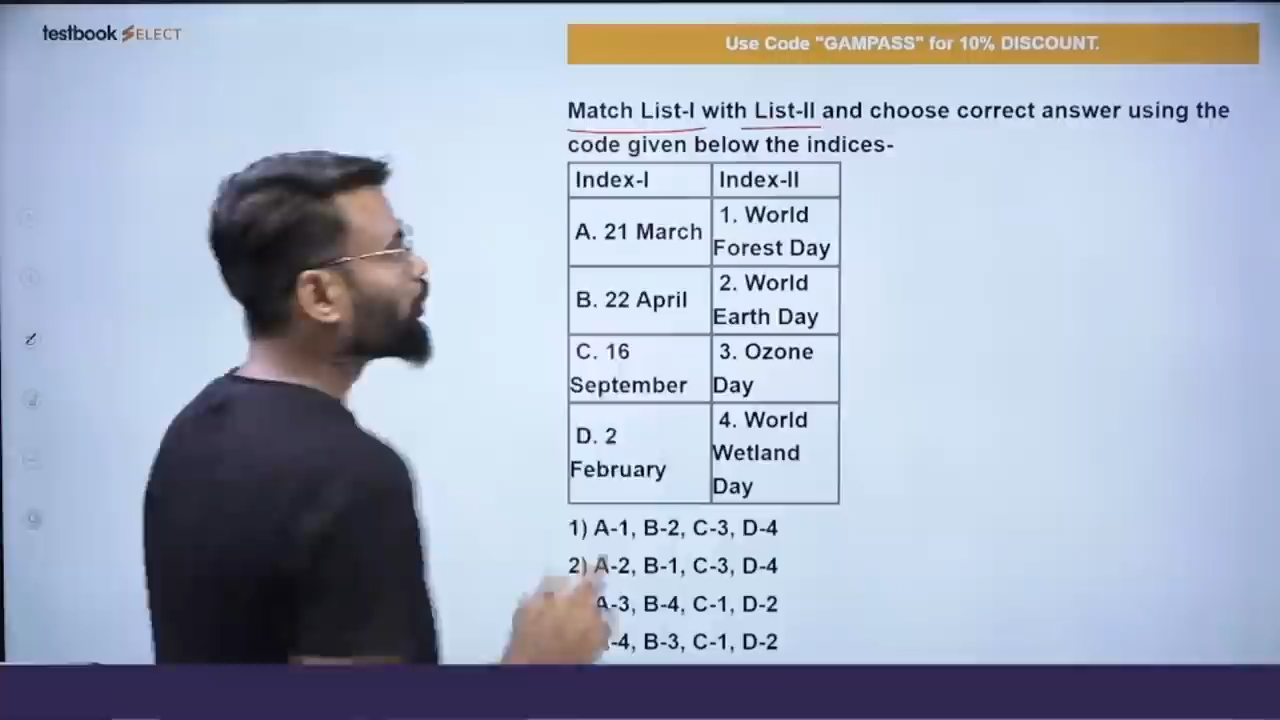 testbook SELECT
Use Code "GAMPASS" for 10% DISCOUNT.
Match List-I with List-II and choose correct answer using the
code given below the indices-
Index-I Index-II
A. 21 March 1. World
Forest Day
B. 22 April 2. World
Earth Day
C. 16
September 3. Ozone
Day
D. 2
February 4. World
Wetland
Day
1) A-1, B-2, C-3, D-4
2) A-2, B-1, C-3, D-4
A-3, B-4, C-1, D-2
-4, B-3, C-1, D-2